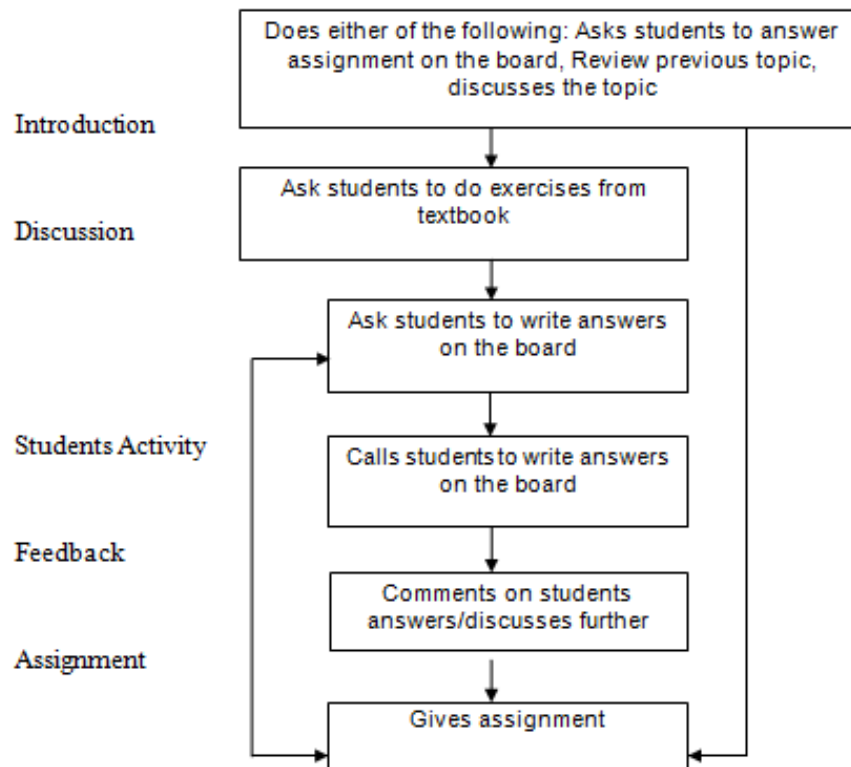 Does either of the following: Asks students to answer
assignment on the board, Review previous topic,
discusses the topic
Introduction
Ask students to do exercises from
textbook
Discussion
Ask students to write answers
on the board
Students Activity
Calls students to write answers
on the board
Feedback
Comments on students
answers/discusses further
Assignment
Gives assignment